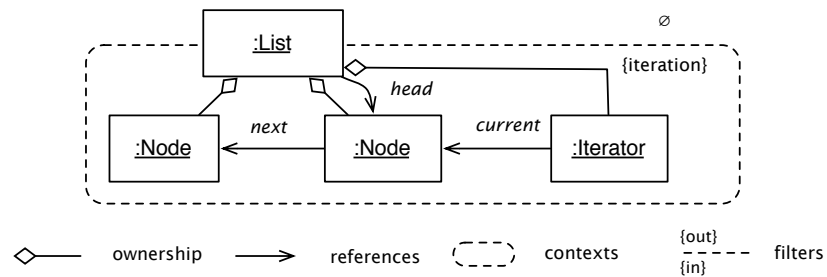 ∅
:List
{iteration}
head
next
current
:Node
:Node
:Iterator
{out}
ownership
references
contexts
filters
{in}